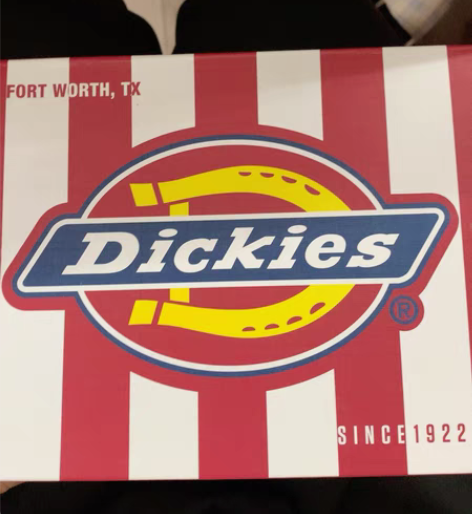 FORT WORTH, TX
Dickies
®
SINCE 1922